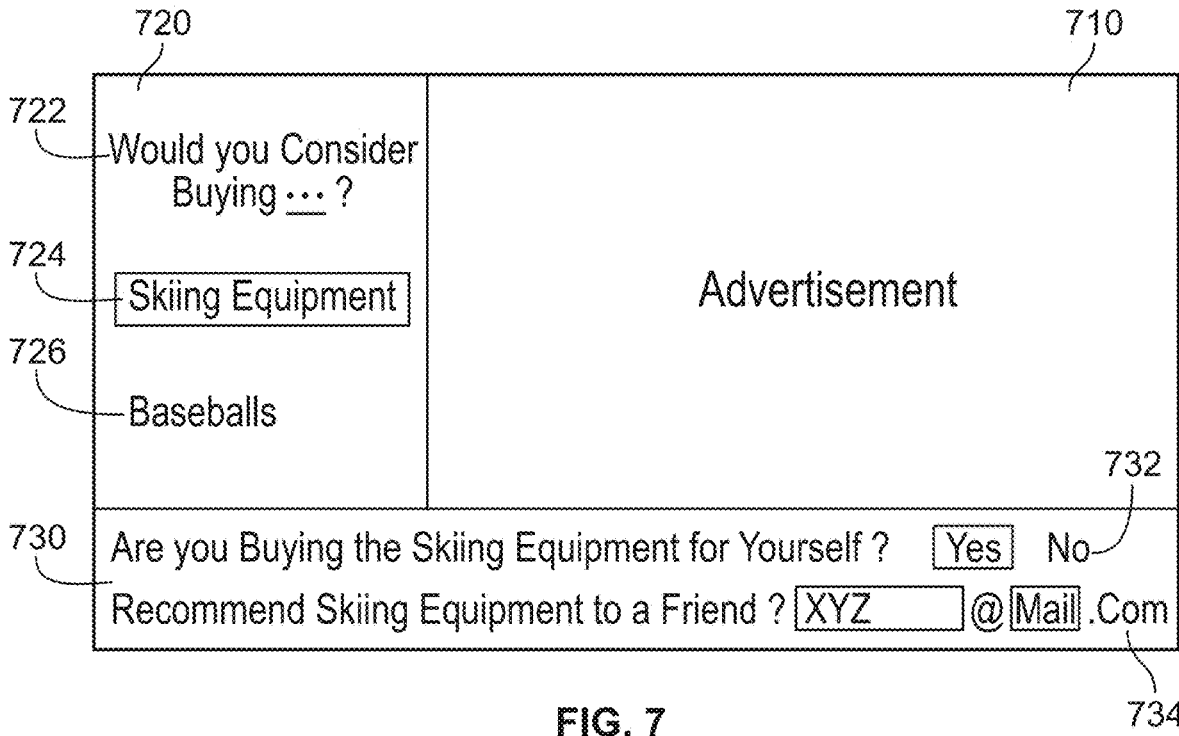 720
710
722
Would you Consider
Buying ... ?
724
Skiing Equipment
Advertisement
726
Baseballs
732
730
Are you Buying the Skiing Equipment for Yourself ? Yes No
Recommend Skiing Equipment to a Friend ? XYZ @ Mail .Com
734
FIG. 7